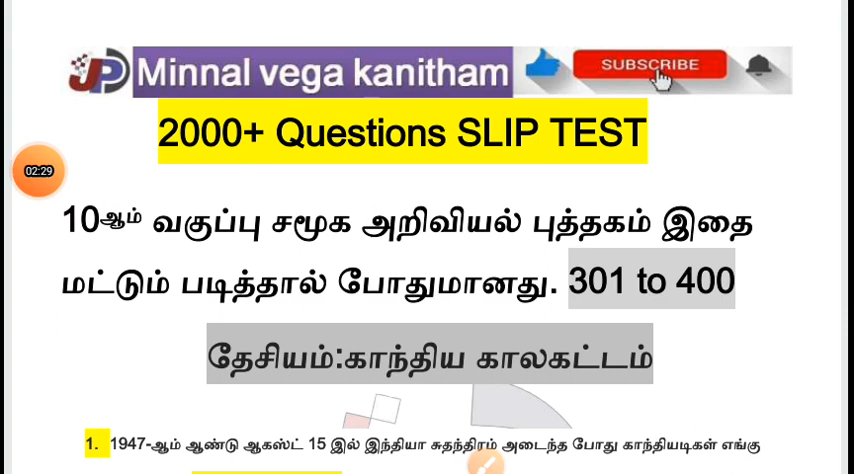 JP Minnal vega kanitham SUBSCRIBE
2000+ Questions SLIP TEST
02:29
10ஆம் வகுப்பு சமூக அறிவியல் புத்தகம் இதை
மட்டும் படித்தால் போதுமானது. 301 to 400
தேசியம்:காந்திய காலகட்டம்
1. 1947-ஆம் ஆண்டு ஆகஸ்ட் 15 இல் இந்தியா சுதந்திரம் அடைந்த போது காந்தியடிகள் எங்கு